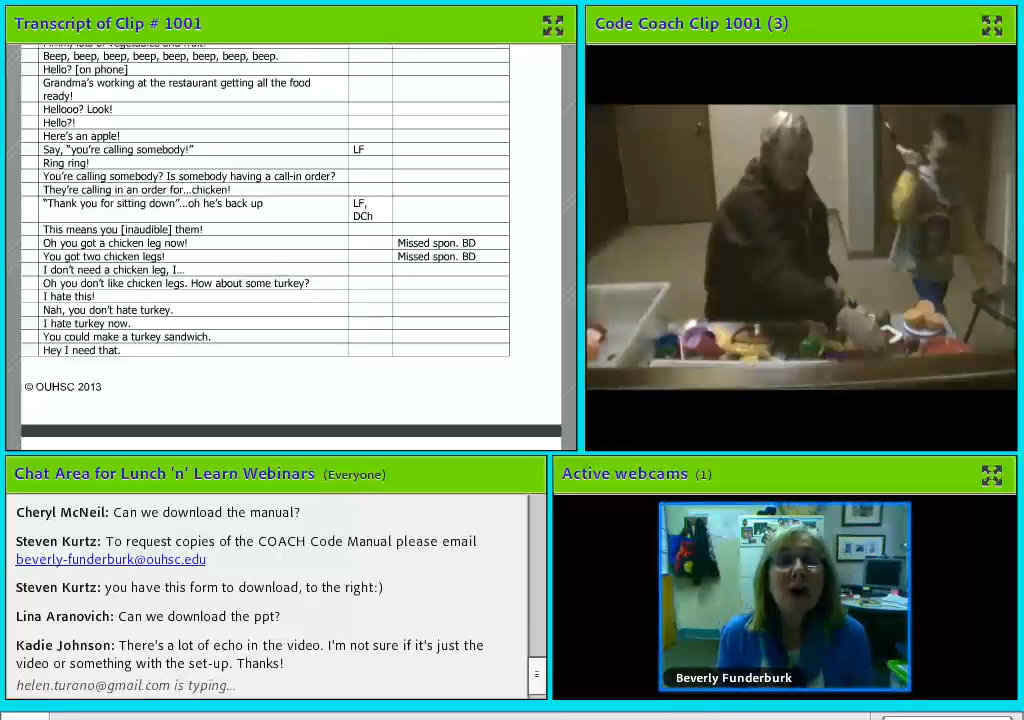 Transcript of Clip # 1001
Beep, beep, beep, beep, beep, beep, beep, beep.
Hello? [on phone]
Grandma's working at the restaurant getting all the food
ready!
Hellooo? Look!
Hello?!
Here's an apple!
Say, "you're calling somebody!" LF
Ring ring!
You're calling somebody? Is somebody having a call-in order?
They're calling in an order for...chicken!
"Thank you for sitting down"...oh he's back up LF,
DCh
This means you [inaudible] them!
Oh you got a chicken leg now! Missed spon. BD
You got two chicken legs! Missed spon. BD
I don't need a chicken leg, I...
Oh you don't like chicken legs. How about some turkey?
I hate this!
Nah, you don't hate turkey.
I hate turkey now.
You could make a turkey sandwich.
Hey I need that.
© OUHSC 2013
Code Coach Clip 1001 (3)
Chat Area for Lunch 'n' Learn Webinars (Everyone)
Cheryl McNeil: Can we download the manual?
Steven Kurtz: To request copies of the COACH Code Manual please email
beverly-funderburk@ouhsc.edu
Steven Kurtz: you have this form to download, to the right:)
Lina Aranovich: Can we download the ppt?
Kadie Johnson: There's a lot of echo in the video. I'm not sure if it's just the
video or something with the set-up. Thanks!
helen.turano@gmail.com is typing...
Active webcams (1)
Beverly Funderburk